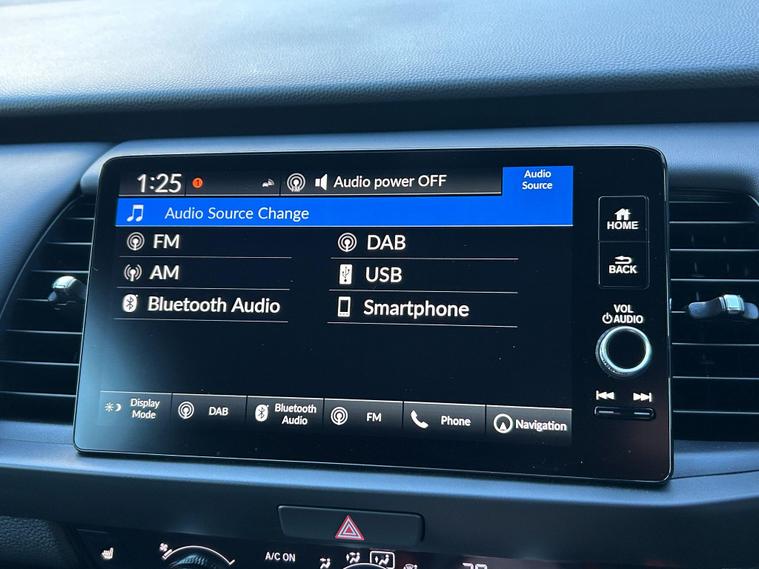 1:25
Audio power OFF
Audio
Source
Audio Source Change
FM
DAB
AM
USB
Bluetooth Audio
Smartphone
HOME
BACK
VOL
AUDIO
Display
Mode
DAB
Bluetooth
Audio
FM
Phone
Navigation
A/C ON